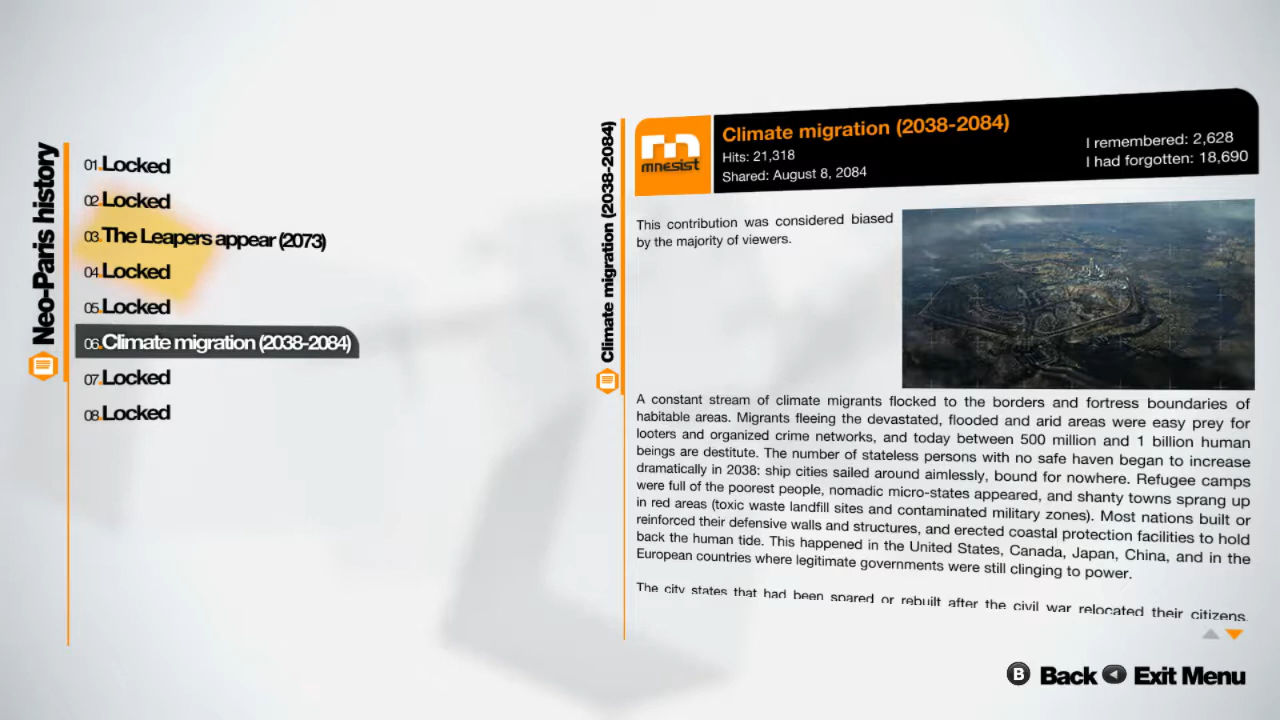 Neo-Paris history
01.Locked
02.Locked
03.The Leapers appear (2073)
04.Locked
05.Locked
06.Climate migration (2038-2084)
07.Locked
08.Locked
Climate migration (2038-2084)
mnesist
Climate migration (2038-2084)
Hits: 21,318
Shared: August 8, 2084
I remembered: 2,628
I had forgotten: 18,690
This contribution was considered biased
by the majority of viewers.
A constant stream of climate migrants flocked to the borders and fortress boundaries of
habitable areas. Migrants fleeing the devastated, flooded and arid areas were easy prey for
looters and organized crime networks, and today between 500 million and 1 billion human
beings are destitute. The number of stateless persons with no safe haven began to increase
dramatically in 2038: ship cities sailed around aimlessly, bound for nowhere. Refugee camps
were full of the poorest people, nomadic micro-states appeared, and shanty towns sprang up
in red areas (toxic waste landfill sites and contaminated military zones). Most nations built or
reinforced their defensive walls and structures, and erected coastal protection facilities to hold
back the human tide. This happened in the United States, Canada, Japan, China, and in the
European countries where legitimate governments were still clinging to power.
The city states that had been spared or rebuilt after the civil war relocated their citizens.
B Back Exit Menu